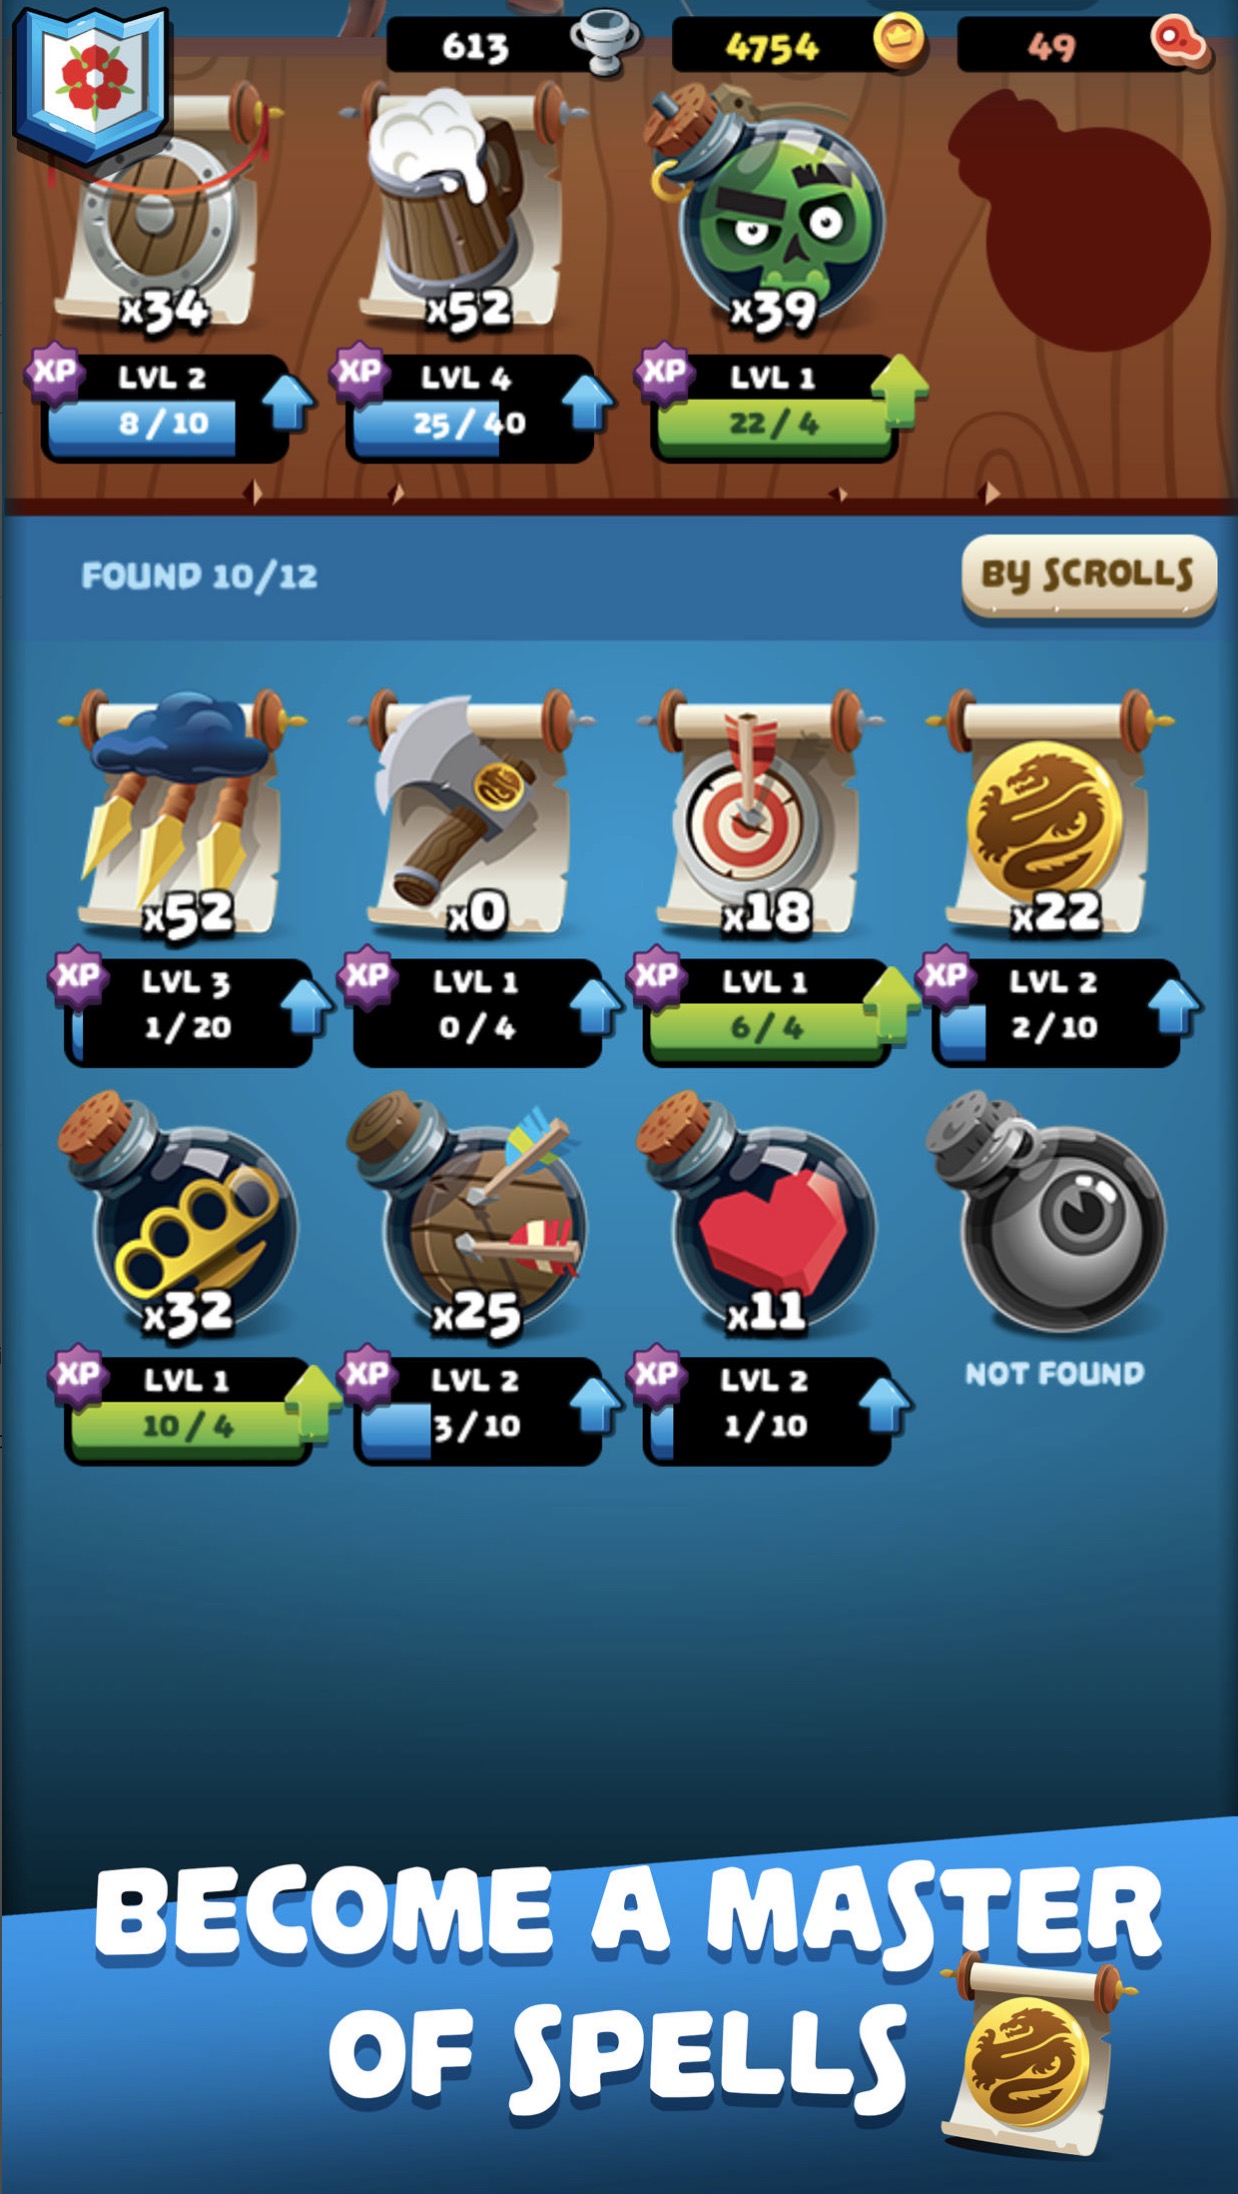 613 4754 49
x34 x52 x39
XP LVL 2 XP LVL 4 XP LVL 1
8/10 25/40 22/4
FOUND 10/12 BY SCROLLS
x52 x0 x18 x22
XP LVL 3 XP LVL 1 XP LVL 1 XP LVL 2
1/20 0/4 6/4 2/10
x32 x25 x11
XP LVL 1 XP LVL 2 XP LVL 2 NOT FOUND
10/4 3/10 1/10
BECOME A MASTER
OF SPELLS